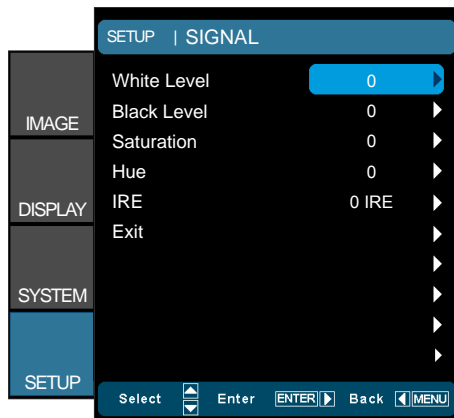 SETUP | SIGNAL
White Level 0
Black Level 0
Saturation 0
Hue 0
IRE 0 IRE
Exit
IMAGE
DISPLAY
SYSTEM
SETUP
Select Enter ENTER Back MENU